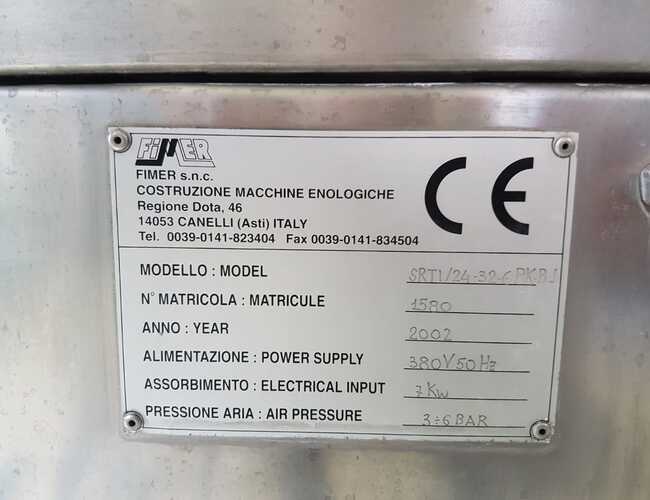 FIMER
FIMER s.n.c.
COSTRUZIONE MACCHINE ENOLOGICHE
Regione Dota, 46
14053 CANELLI (Asti) ITALY
Tel. 0039-0141-823404 Fax 0039-0141-834504
CE
MODELLO : MODEL SRT1/24-32-6 PK.BJ
N° MATRICOLA : MATRICULE 1580
ANNO : YEAR 2002
ALIMENTAZIONE : POWER SUPPLY 380V 50Hz
ASSORBIMENTO : ELECTRICAL INPUT 7Kw
PRESSIONE ARIA : AIR PRESSURE 3÷6 BAR